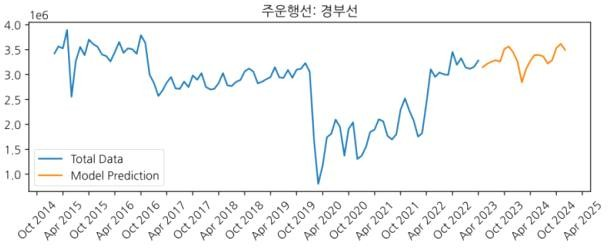 주운행선: 경부선
1e6
4.0
3.5
3.0
2.5
2.0
1.5
1.0
Total Data
Model Prediction
Oct 2014
Apr 2015
Oct 2015
Apr 2016
Oct 2016
Apr 2017
Oct 2017
Apr 2018
Oct 2018
Apr 2019
Oct 2019
Apr 2020
Oct 2020
Apr 2021
Oct 2021
Apr 2022
Oct 2022
Apr 2023
Oct 2023
Apr 2024
Oct 2024
Apr 2025